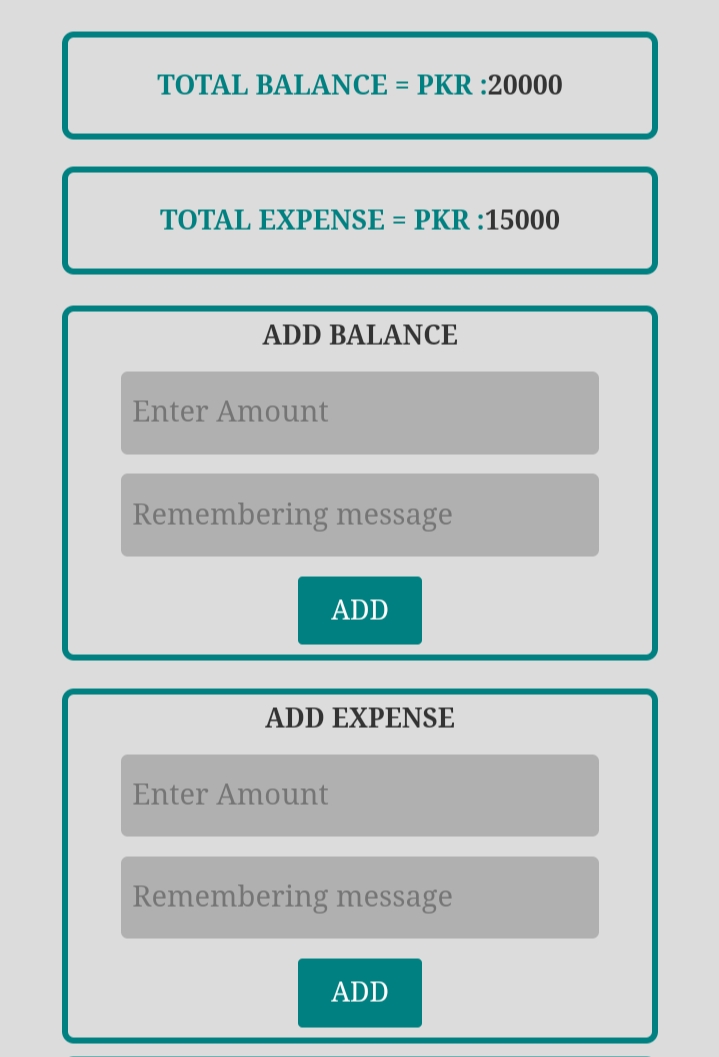 TOTAL BALANCE = PKR :20000
TOTAL EXPENSE = PKR :15000
ADD BALANCE
Enter Amount
Remembering message
ADD
ADD EXPENSE
Enter Amount
Remembering message
ADD